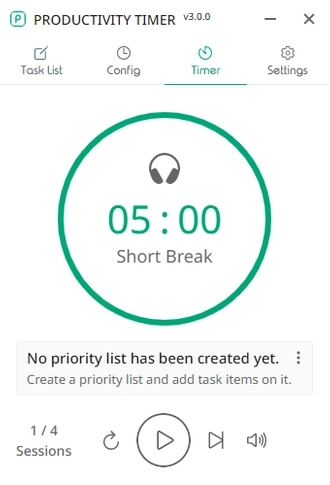 P PRODUCTIVITY TIMER v3.0.0
Task List Config Timer Settings
05 : 00
Short Break
No priority list has been created yet.
Create a priority list and add task items on it.
1 / 4
Sessions